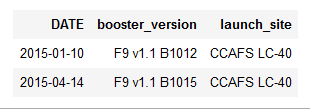 DATE booster_version launch_site
2015-01-10 F9 v1.1 B1012 CCAFS LC-40
2015-04-14 F9 v1.1 B1015 CCAFS LC-40